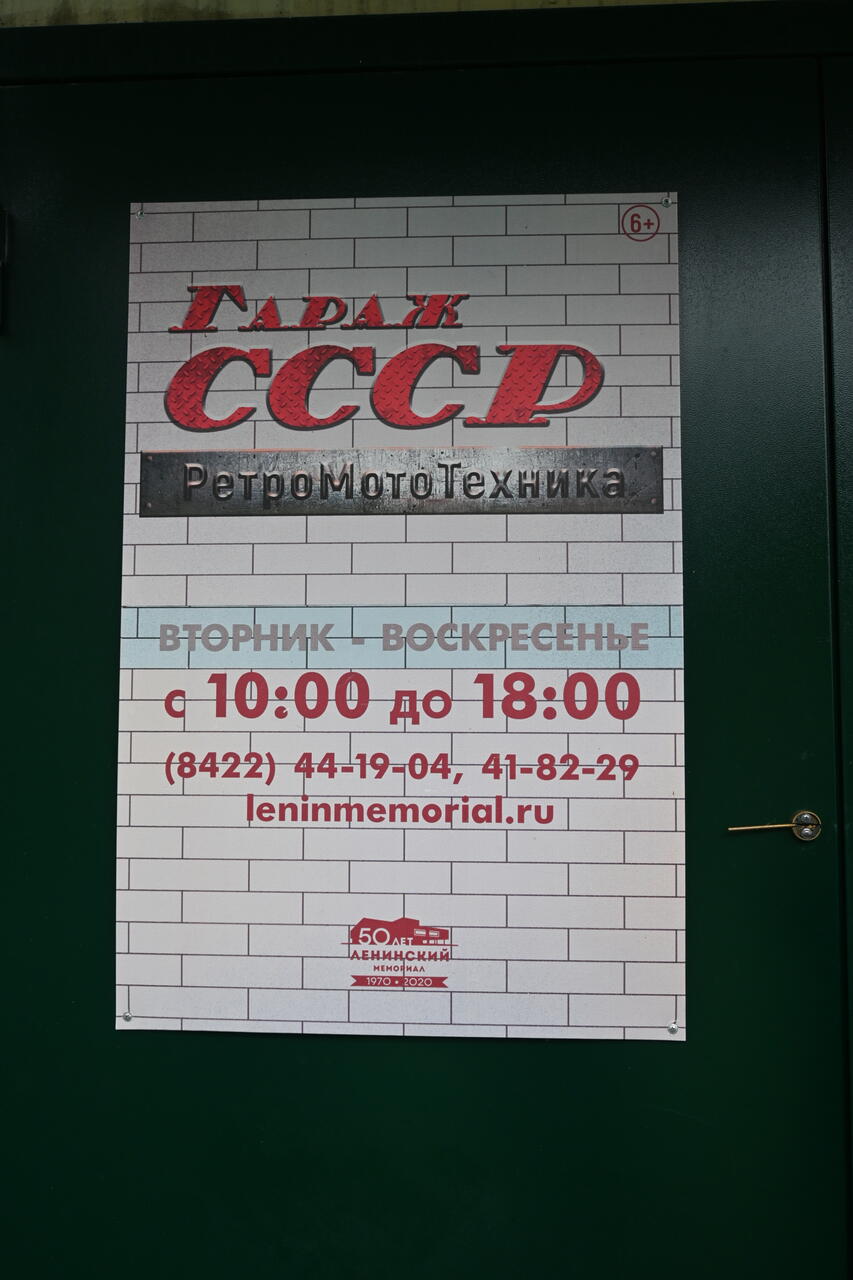 6+
Гараж
СССР
РетроМотоТехника
ВТОРНИК - ВОСКРЕСЕНЬЕ
с 10:00 до 18:00
(8422) 44-19-04, 41-82-29
leninmemorial.ru
50 ЛЕТ
ЛЕНИНСКИЙ
МЕМОРИАЛ
1970 • 2020